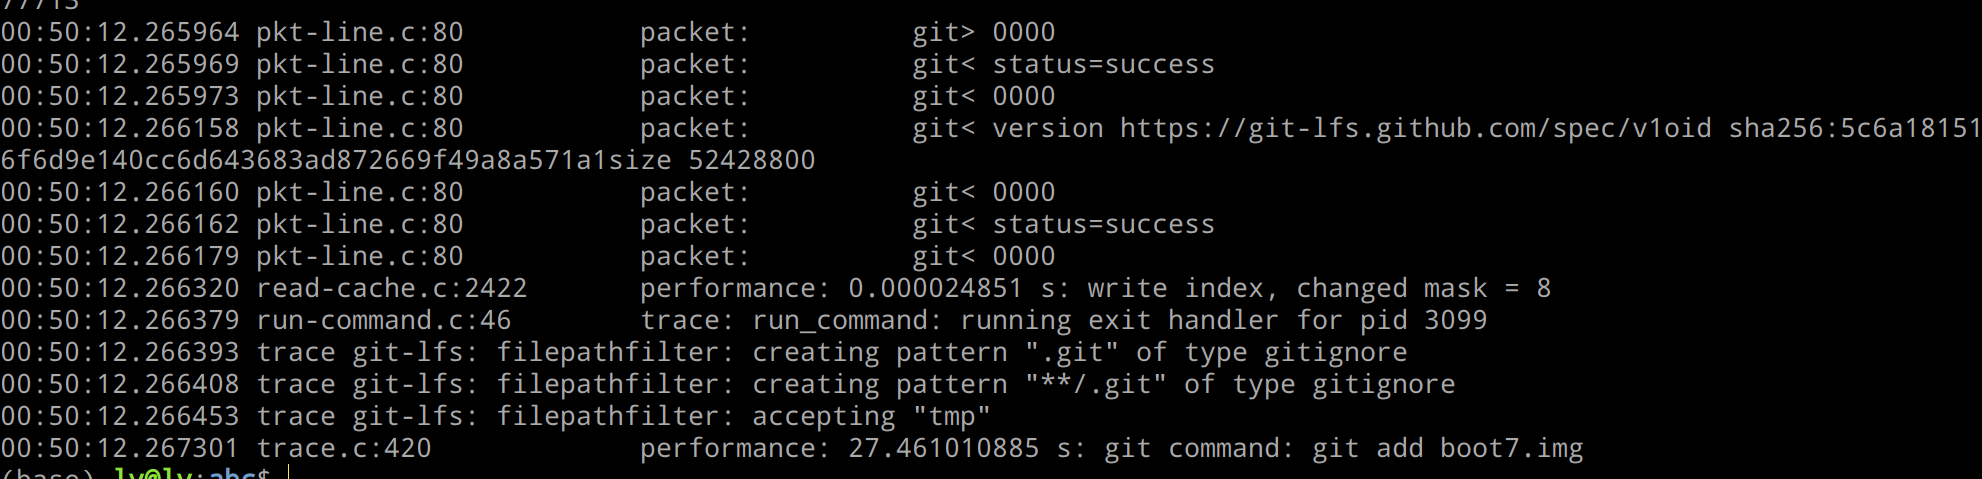 77713
00:50:12.265964 pkt-line.c:80           packet:          git> 0000
00:50:12.265969 pkt-line.c:80           packet:          git< status=success
00:50:12.265973 pkt-line.c:80           packet:          git< 0000
00:50:12.266158 pkt-line.c:80           packet:          git< version https://git-lfs.github.com/spec/v1oid sha256:5c6a18151
6f6d9e140cc6d643683ad872669f49a8a571a1size 52428800
00:50:12.266160 pkt-line.c:80           packet:          git< 0000
00:50:12.266162 pkt-line.c:80           packet:          git< status=success
00:50:12.266179 pkt-line.c:80           packet:          git< 0000
00:50:12.266320 read-cache.c:2422       performance: 0.000024851 s: write index, changed mask = 8
00:50:12.266379 run-command.c:46        trace: run_command: running exit handler for pid 3099
00:50:12.266393 trace git-lfs: filepathfilter: creating pattern ".git" of type gitignore
00:50:12.266408 trace git-lfs: filepathfilter: creating pattern "**/.git" of type gitignore
00:50:12.266453 trace git-lfs: filepathfilter: accepting "tmp"
00:50:12.267301 trace.c:420             performance: 27.461010885 s: git command: git add boot7.img
(base) ly@ly:abc$